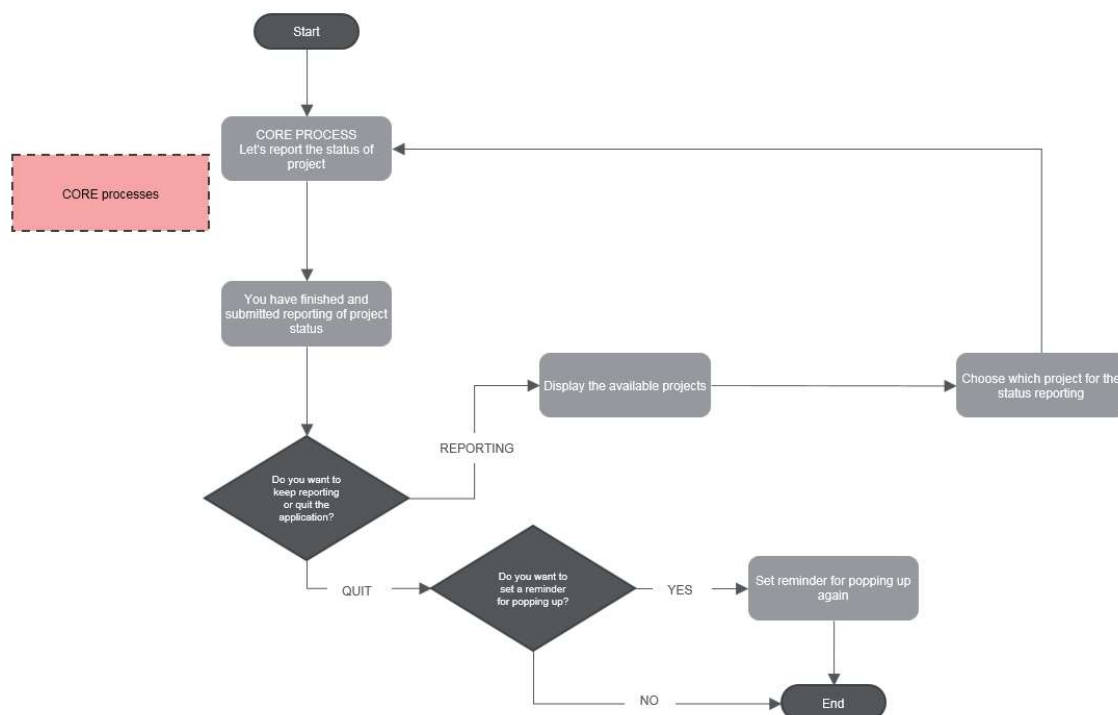 Start
CORE PROCESS
Let's report the status of
project
CORE processes
You have finished and
submitted reporting of project
status
Display the available projects
Choose which project for the
status reporting
REPORTING
Do you want to
keep reporting
or quit the
application?
QUIT
Do you want to
set a reminder
for popping up?
YES
Set reminder for popping up
again
NO
End